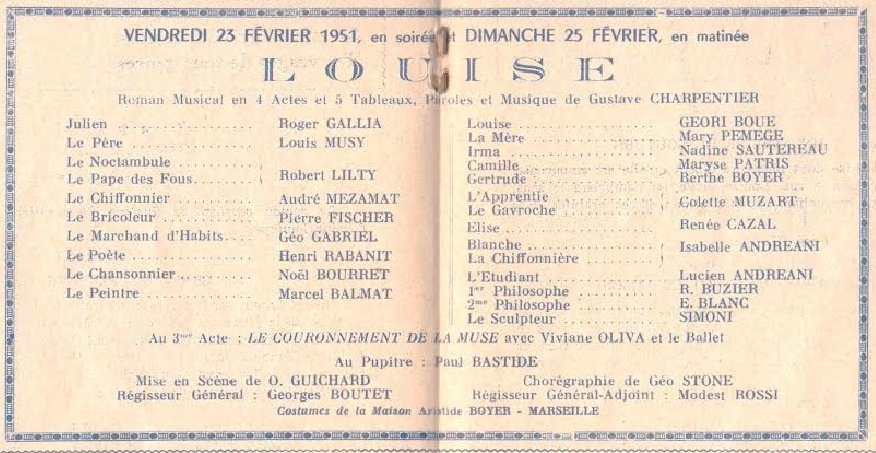 VENDREDI 23 FÉVRIER 1951, en soirée et DIMANCHE 25 FÉVRIER, en matinée
LOUISE
Roman Musical en 4 Actes et 5 Tableaux, Paroles et Musique de Gustave CHARPENTIER
Julien .................... Roger GALLIA
Le Père .................... Louis MUSY
Le Noctambule ..........
Le Pape des Fous........ Robert LILTY
Le Chiffonnier ............ Audré MEZAMAT
Le Bricoleur .............. Pierre FISCHER
Le Marchand d'Habits.... Géo GABRIEL
Le Poète .................. Henri RABANIT
Le Chansonnier ............ Noël BOURRET
Le Peintre ................ Marcel BALMAT
Louise .................... GEORI BOUE
La Mère .................. Mary PEMEGE
Irma ...................... Nadine SAUTEREAU
Camille .................. Maryse PATRIS
Gertrude .................. Berthe BOYER
L'Apprentie ..............
Le Gavroche .............. Colette MUZART
Elise ...................... Renée CAZAL
Blanche ..................
La Chiffonnière .......... Isabelle ANDREANI
L'Etudiant ................ Lucien ANDREANI
1er Philosophe ............ R. BUZIER
2me Philosophe ............ E. BLANC
Le Sculpteur .............. SIMONI
Au 3me Acte : LE COURONNEMENT DE LA MUSE avec Viviane OLIVA et le Ballet
Au Pupitre : Paul BASTIDE
Mise en Scène de O. GUICHARD
Régisseur Général : Georges BOUTET
Chorégraphie de Géo STONE
Régisseur Général-Adjoint : Modest ROSSI
Costumes de la Maison Aristide BOYER - MARSEILLE